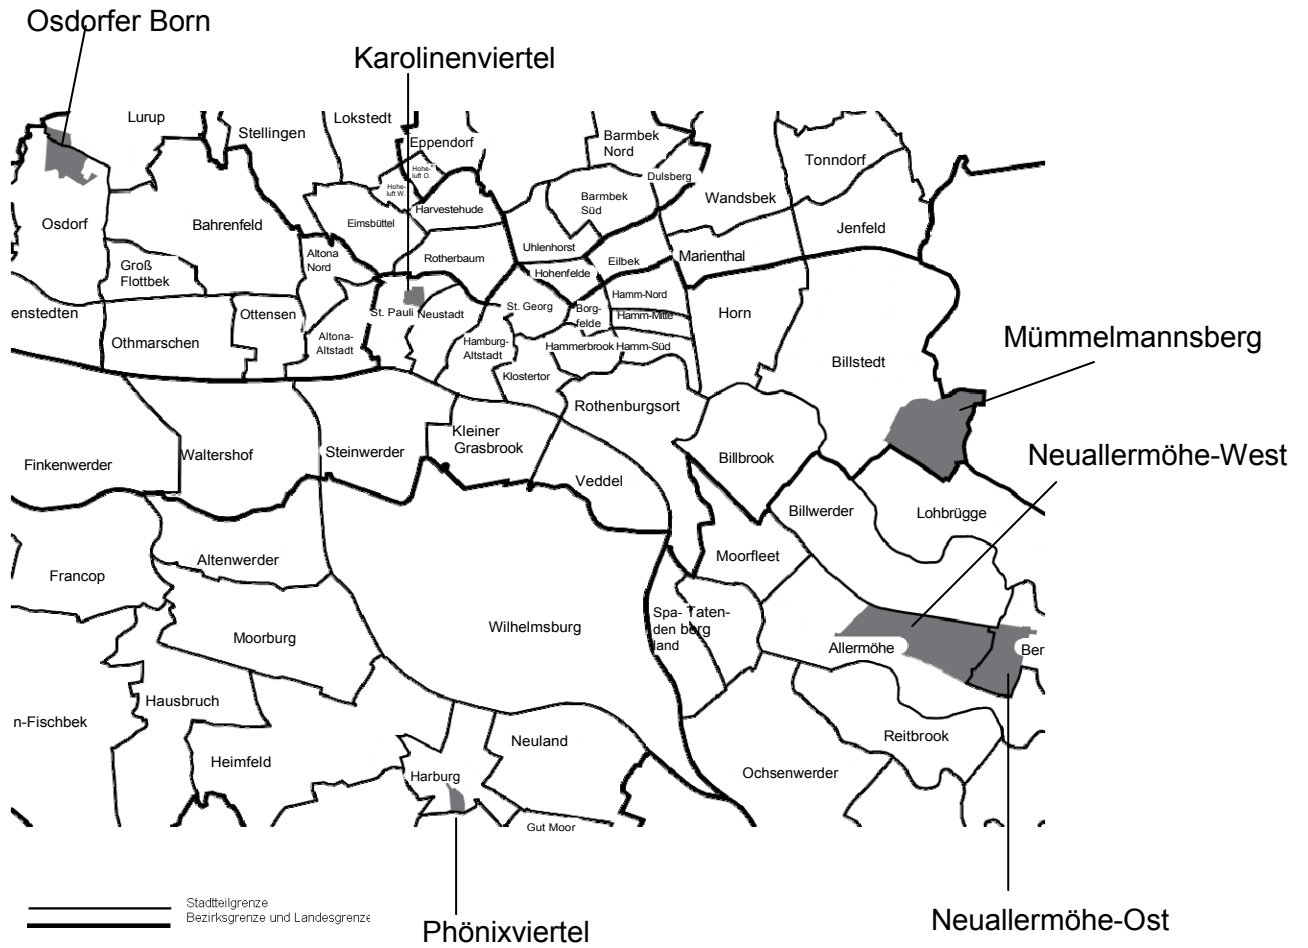 Osdorfer Born
Karolinenviertel
Lurup
Stellingen
Lokstedt
Eppendorf
Barmbek
Nord
Tonndorf
Hohe-
luft O.
Hohe-
luft W.
Dulsberg
Wandsbek
Barmbek
Süd
Osdorf
Bahrenfeld
Eimsbüttel
Harvestehude
Jenfeld
Uhlenhorst
Altona
Nord
Rotherbaum
Eilbek
Marienthal
Groß
Flottbek
Hohenfelde
Hamm-Nord
enstedten
Ottensen
St. Pauli
Neustadt
St. Georg
Borg-
felde
Hamm-Mitte
Horn
Othmarschen
Altona-
Altstadt
Hamburg-
Altstadt
Hammerbrook
Hamm-Süd
Mümmelmannsberg
Billstedt
Klostertor
Rothenburgsort
Kleiner
Grasbrook
Finkenwerder
Waltershof
Steinwerder
Billbrook
Neuallermöhe-West
Veddel
Billwerder
Lohbrügge
Francop
Altenwerder
Moorfleet
Moorburg
Wilhelmsburg
Spa-
den
land
Taten-
berg
Allermöhe
Ber
Hausbruch
n-Fischbek
Heimfeld
Neuland
Reitbrook
Harburg
Ochsenwerder
Gut Moor
Stadtteilgrenze
Bezirksgrenze und Landesgrenze
Phönixviertel
Neuallermöhe-Ost